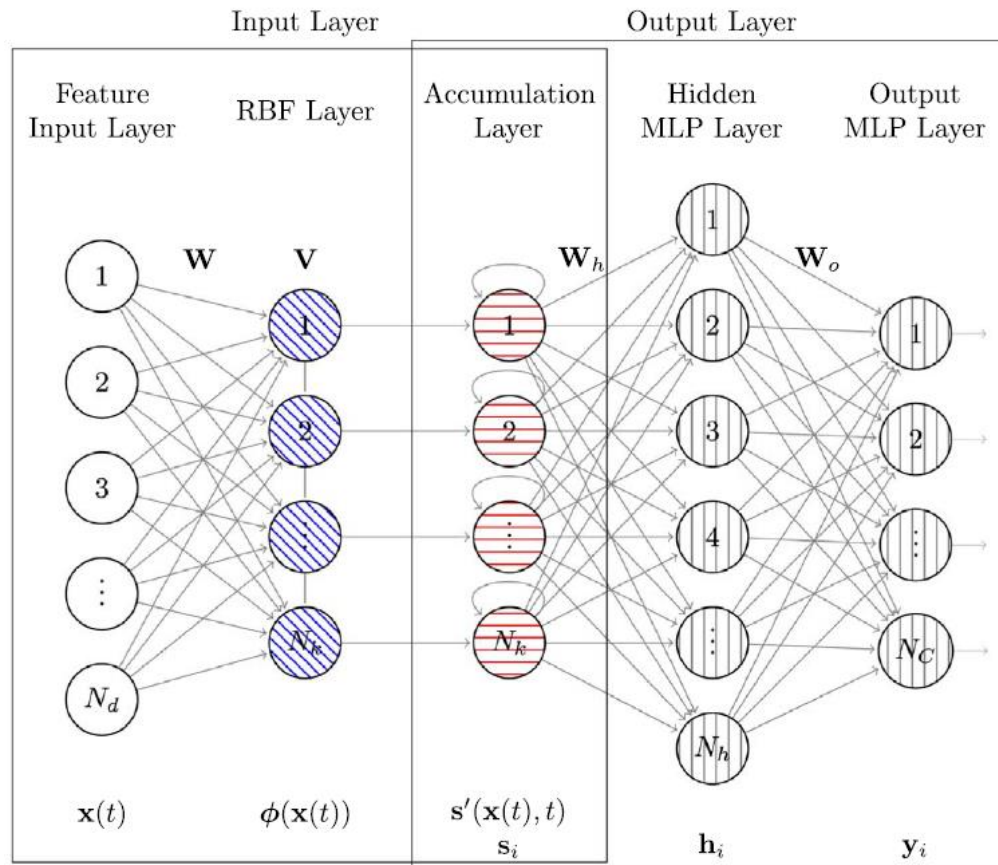 Input Layer
Output Layer
Feature
Input Layer
RBF Layer
Accumulation
Layer
Hidden
MLP Layer
Output
MLP Layer
W
V
W_h
W_o
1
2
3
⋮
N_d
1
2
⋮
N_k
1
2
⋮
N_k
1
2
3
4
⋮
N_h
1
2
⋮
N_C
x(t)
ϕ(x(t))
s′(x(t), t)
s_i
h_i
y_i